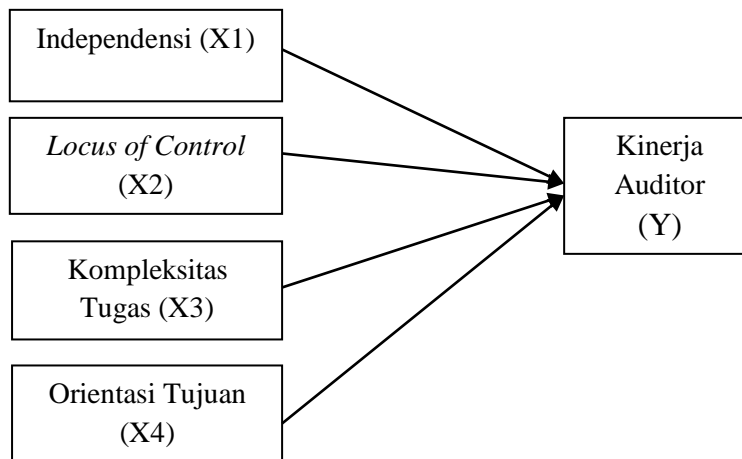 Independensi (X1)
Locus of Control
(X2)
Kompleksitas
Tugas (X3)
Orientasi Tujuan
(X4)
Kinerja
Auditor
(Y)